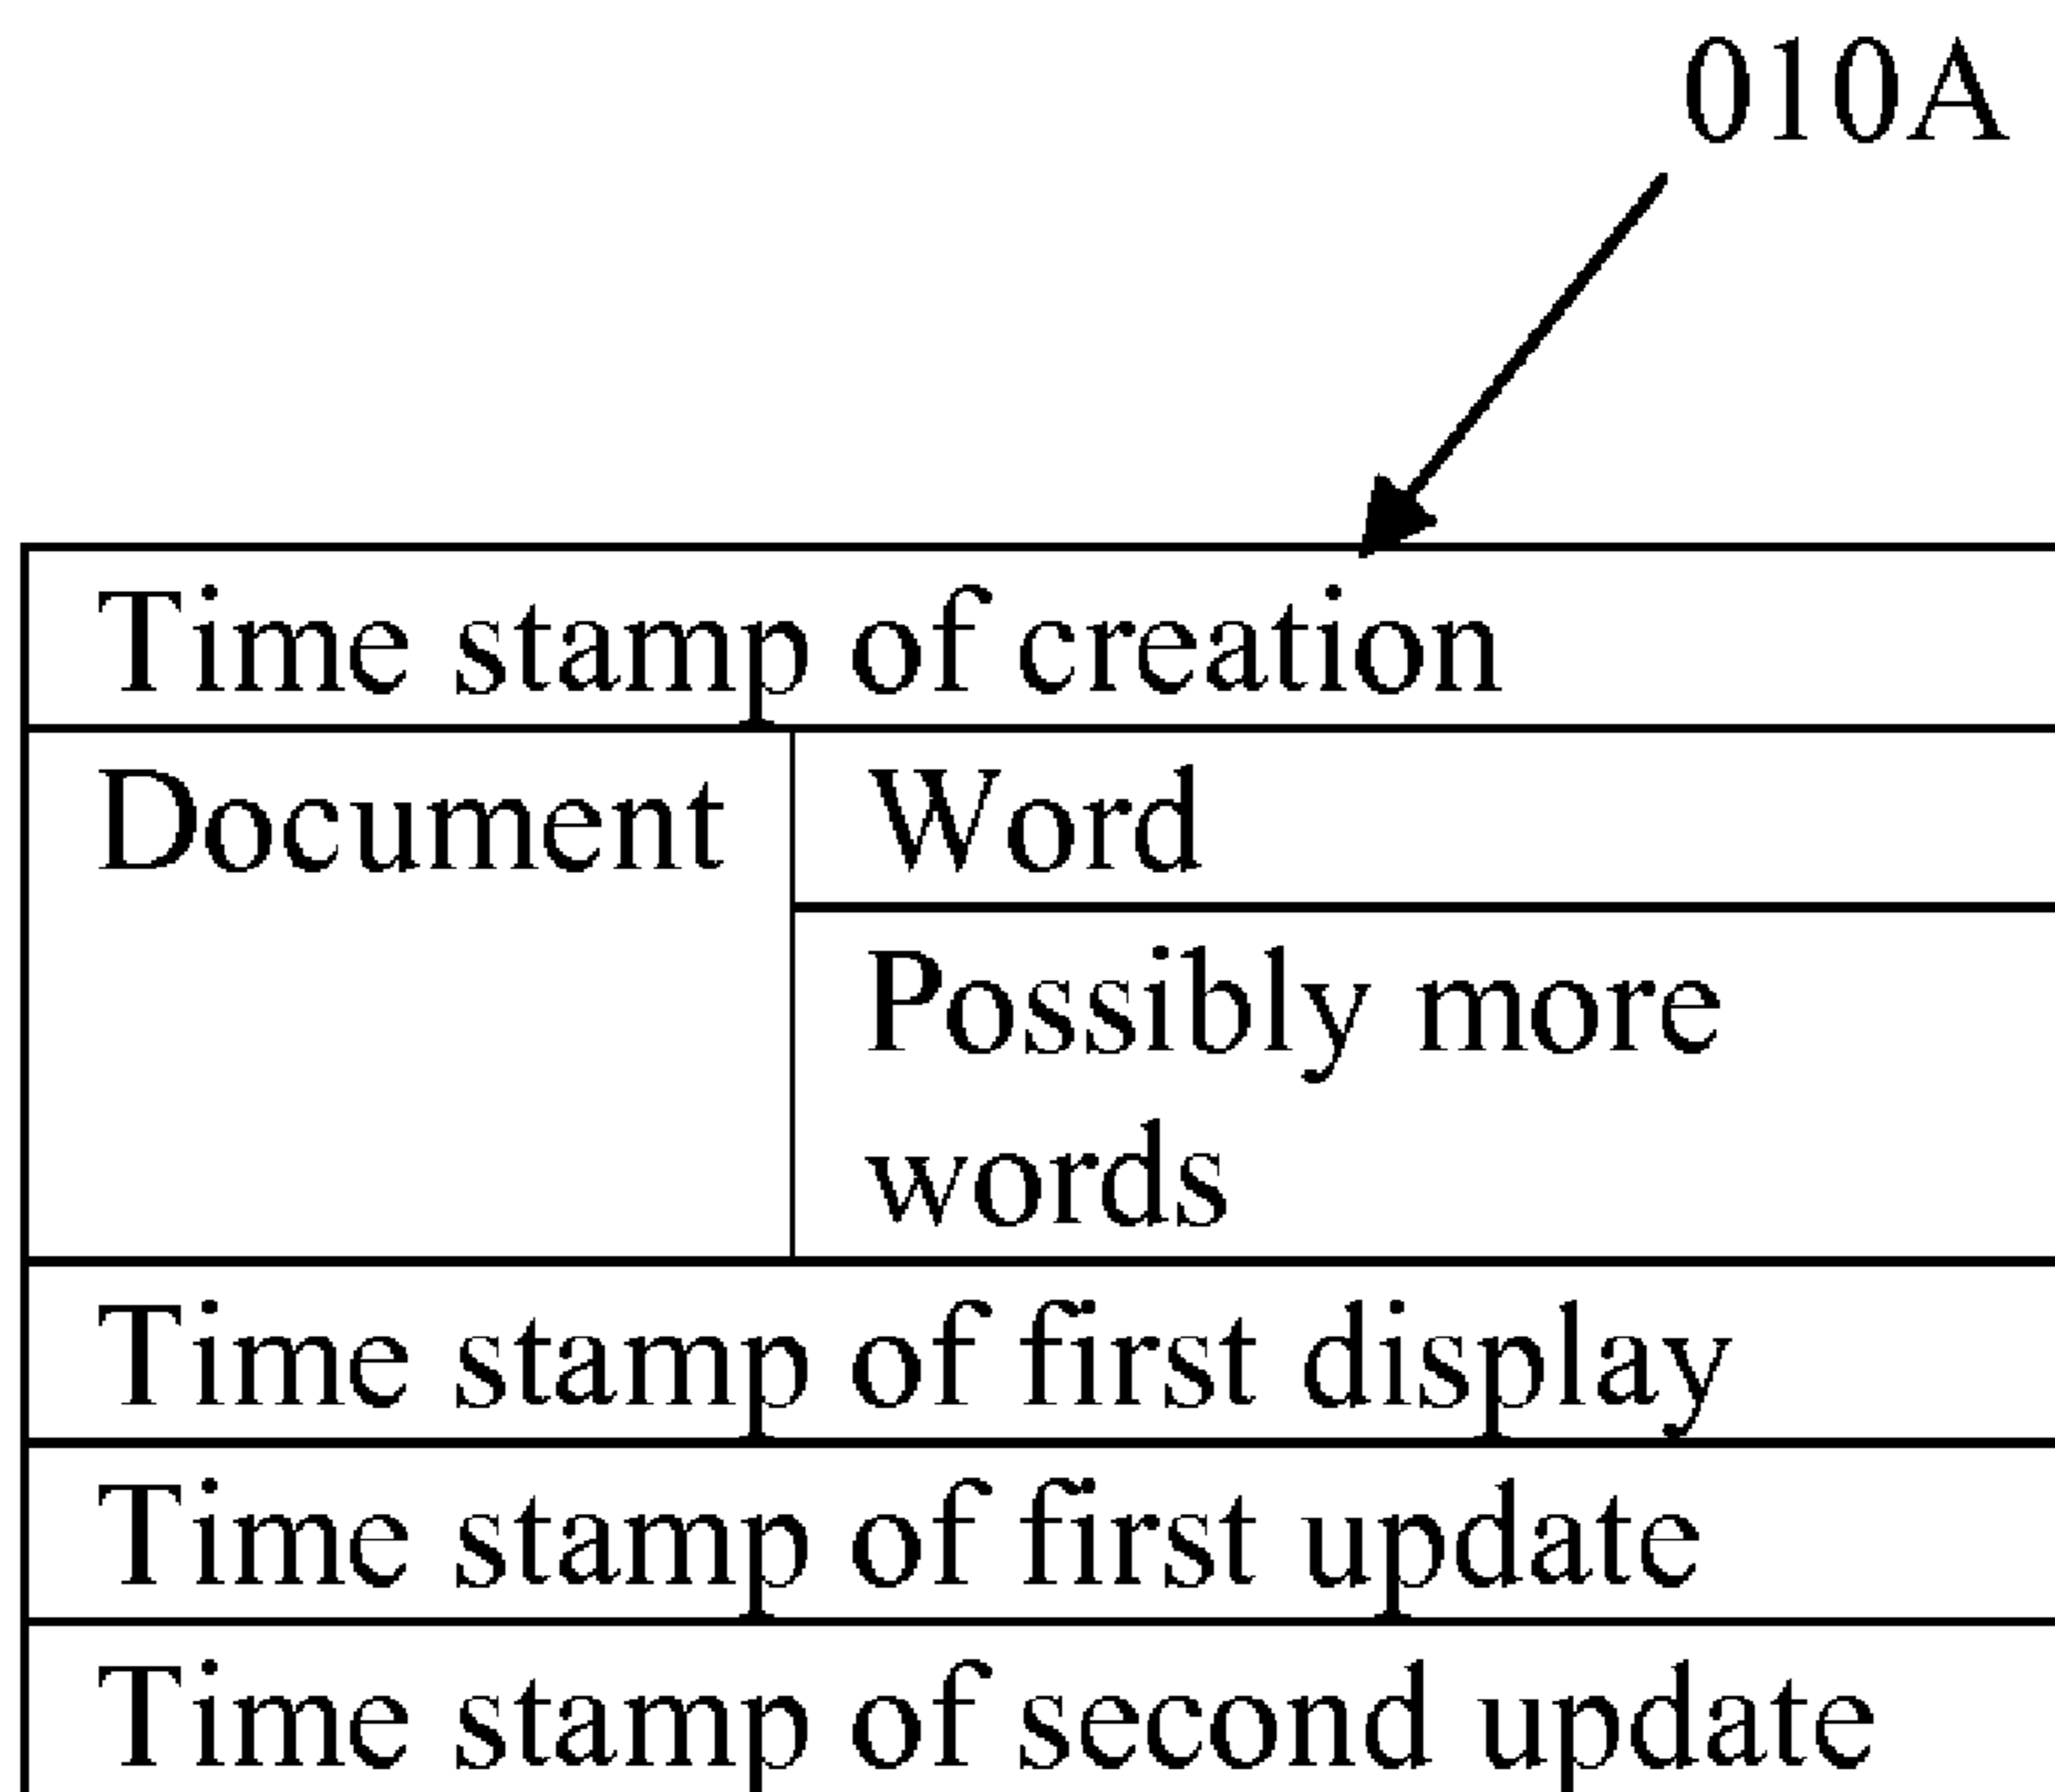 010A
Time stamp of creation
Document
Word
Possibly more
words
Time stamp of first display
Time stamp of first update
Time stamp of second update